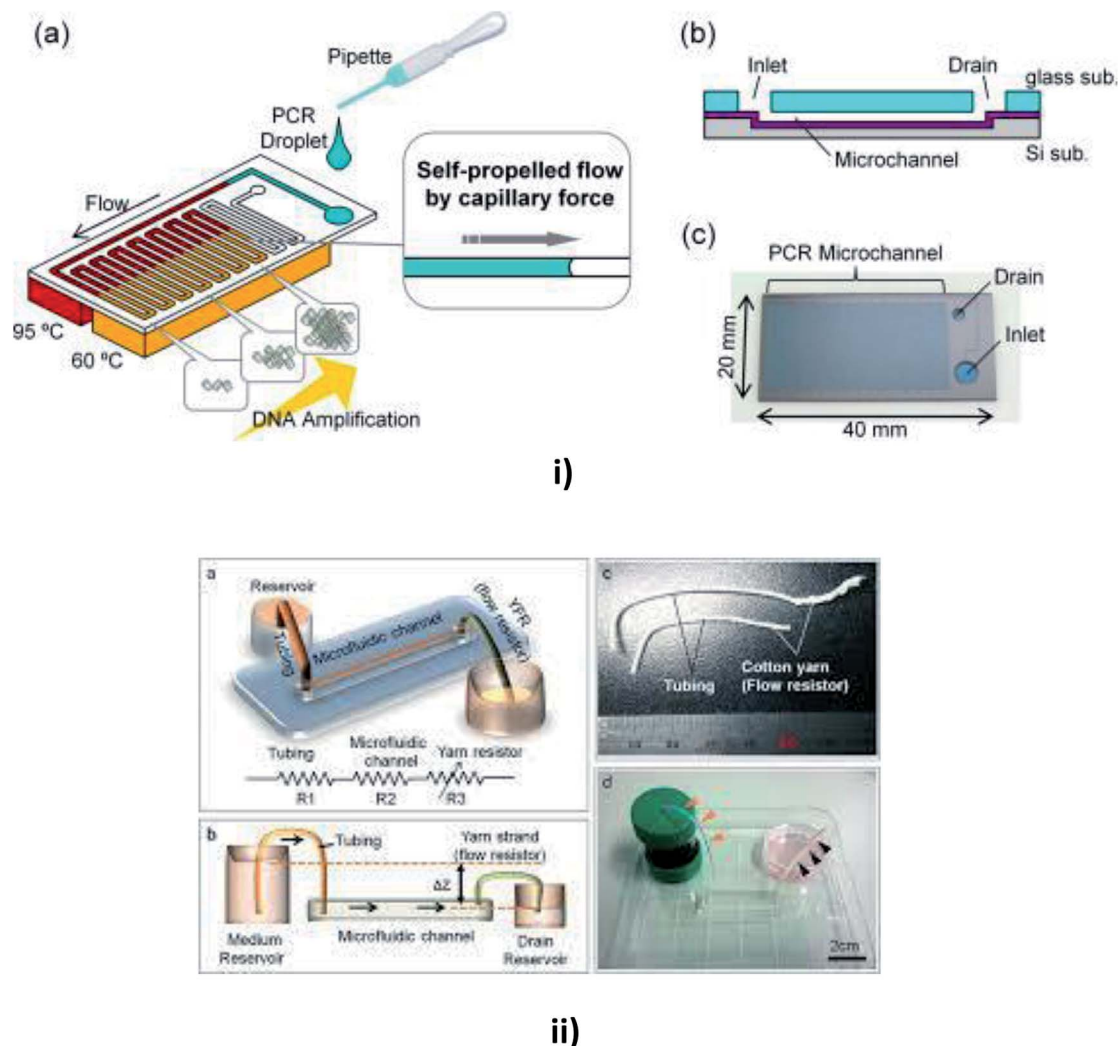 (a)
Pipette
PCR
Droplet
Flow
Self-propelled flow
by capillary force
95 ºC
60 ºC
DNA Amplification
(b)
Inlet
Drain
glass sub.
Microchannel
Si sub.
(c)
PCR Microchannel
Drain
Inlet
20 mm
40 mm
i)
a
Reservoir
Tubing
Microfluidic channel
YFR
(flow resistor)
Tubing
Microfluidic
channel
Yarn resistor
R1
R2
R3
b
Tubing
Yarn strand
(flow resistor)
ΔZ
Microfluidic channel
Medium
Reservoir
Drain
Reservoir
c
Tubing
Cotton yarn
(Flow resistor)
d
2cm
ii)